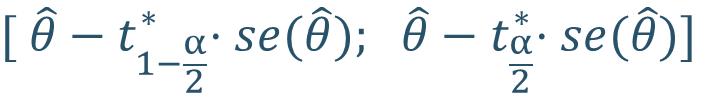 [ θ̂ − t*₁₋α/₂ · se(θ̂); θ̂ − t*α/₂ · se(θ̂)]